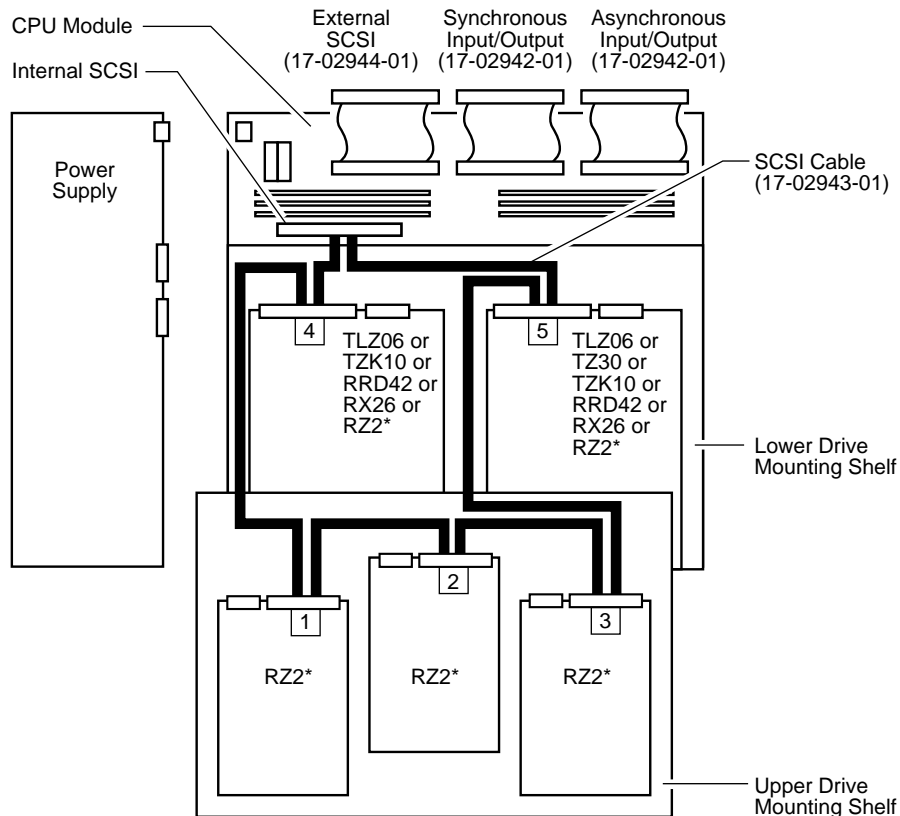 CPU Module
Internal SCSI
External
SCSI
(17-02944-01)
Synchronous
Input/Output
(17-02942-01)
Asynchronous
Input/Output
(17-02942-01)
Power
Supply
SCSI Cable
(17-02943-01)
4
TLZ06 or
TZK10 or
RRD42 or
RX26 or
RZ2*
5
TLZ06 or
TZ30 or
TZK10 or
RRD42 or
RX26 or
RZ2*
Lower Drive
Mounting Shelf
1
RZ2*
2
RZ2*
3
RZ2*
Upper Drive
Mounting Shelf